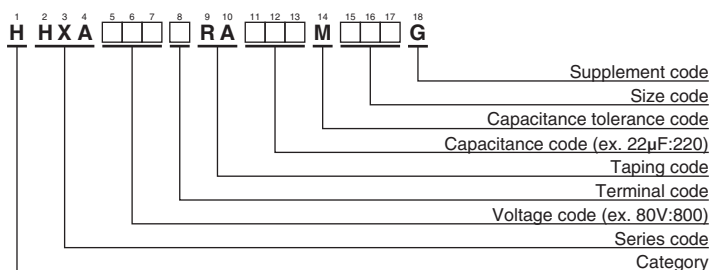 1 2 3 4 5 6 7 8 9 10 11 12 13 14 15 16 17 18
H HXA □□□ □ RA □□□ M □□□ G
Supplement code
Size code
Capacitance tolerance code
Capacitance code (ex. 22µF:220)
Taping code
Terminal code
Voltage code (ex. 80V:800)
Series code
Category